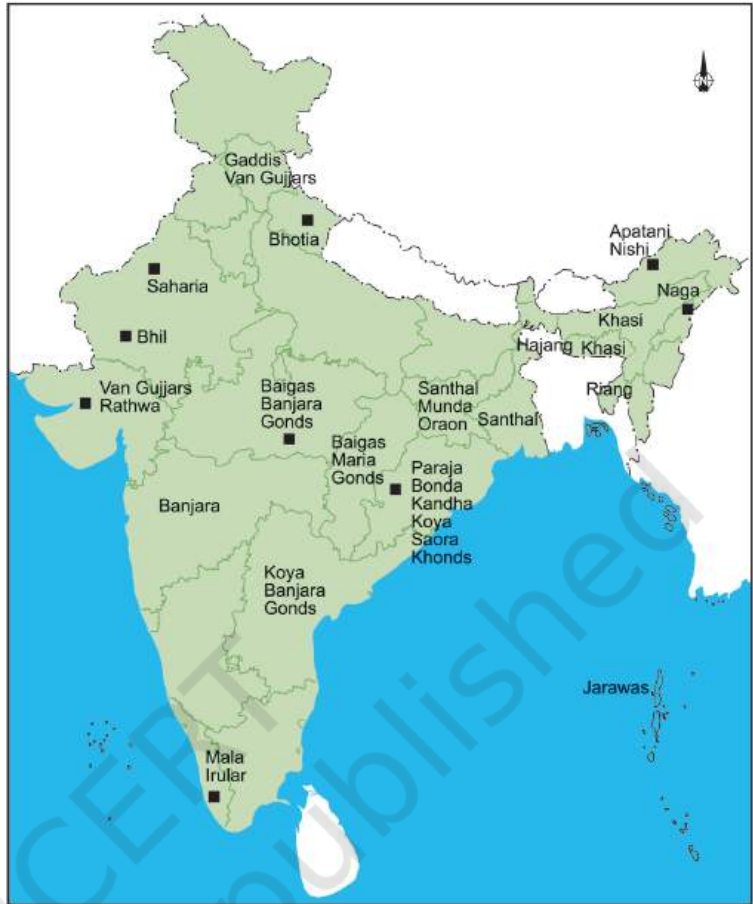 N
Gaddis
Van Gujjars
Bhotia
Apatani
Nishi
Saharia
Naga
Khasi
Bhil
Hajang
Khasi
Van Gujjars
Rathwa
Baigas
Banjara
Gonds
Santhal
Munda
Oraon
Santhal
Riang
Baigas
Maria
Gonds
Paraja
Bonda
Kandha
Koya
Saora
Khonds
Banjara
Koya
Banjara
Gonds
Jarawas
Mala
Irular
published